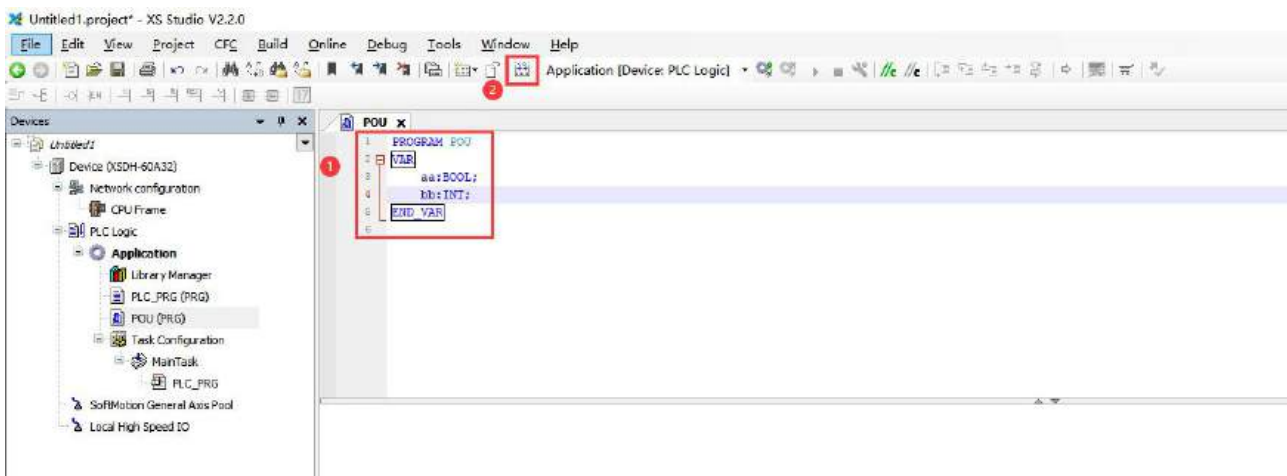 Untitled1.project* - XS Studio V2.2.0
File Edit View Project CFC Build Online Debug Tools Window Help
Application [Device: PLC Logic]
2
Devices
POU
Untitled1
Device (XSDH-60A32)
Network configuration
CPU Frame
PLC Logic
Application
Library Manager
PLC_PRG (PRG)
POU (PRG)
Task Configuration
MainTask
PLC_PRG
SoftMotion General Axis Pool
Local High Speed IO
1
1 PROGRAM POU
2 VAR
3 aa:BOOL;
4 bb:INT;
5 END_VAR
6